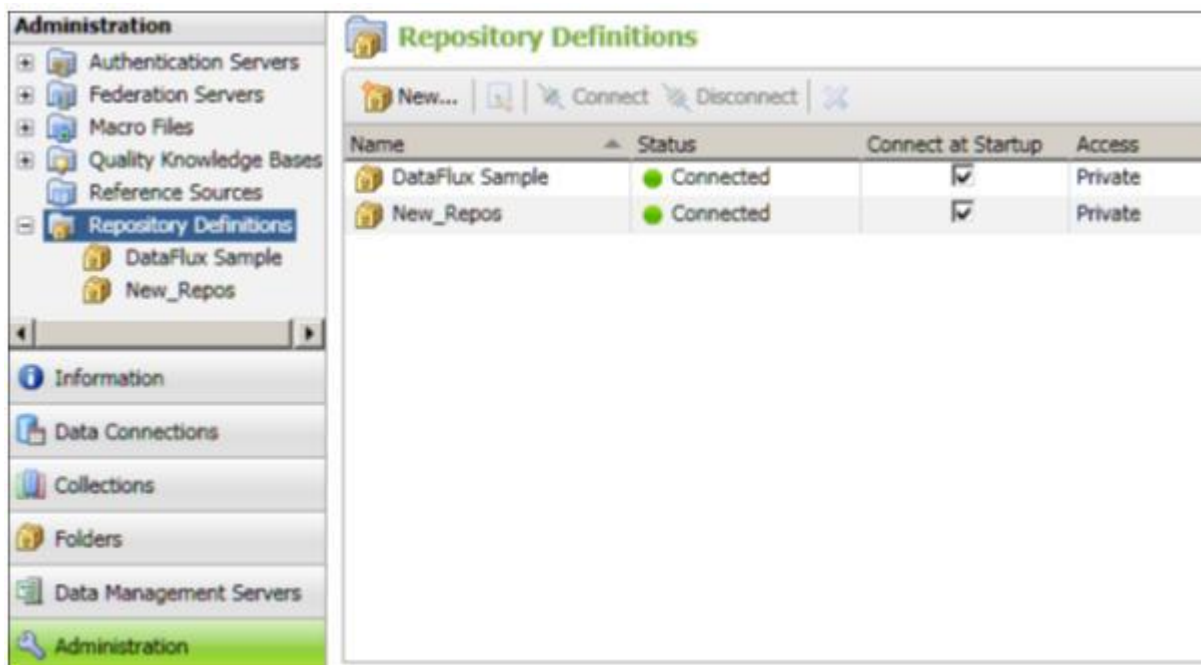 Administration
Authentication Servers
Federation Servers
Macro Files
Quality Knowledge Bases
Reference Sources
Repository Definitions
DataFlux Sample
New_Repos
Information
Data Connections
Collections
Folders
Data Management Servers
Administration
Repository Definitions
New... Connect Disconnect
Name Status Connect at Startup Access
DataFlux Sample Connected Private
New_Repos Connected Private